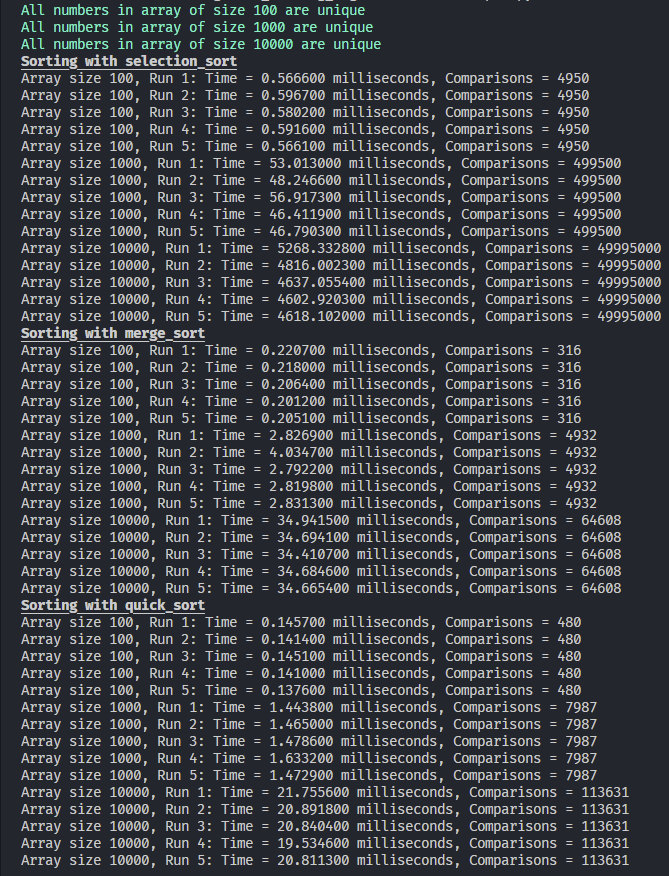 All numbers in array of size 100 are unique
All numbers in array of size 1000 are unique
All numbers in array of size 10000 are unique
Sorting with selection_sort
Array size 100, Run 1: Time = 0.566600 milliseconds, Comparisons = 4950
Array size 100, Run 2: Time = 0.596700 milliseconds, Comparisons = 4950
Array size 100, Run 3: Time = 0.580200 milliseconds, Comparisons = 4950
Array size 100, Run 4: Time = 0.591600 milliseconds, Comparisons = 4950
Array size 100, Run 5: Time = 0.566100 milliseconds, Comparisons = 4950
Array size 1000, Run 1: Time = 53.013000 milliseconds, Comparisons = 499500
Array size 1000, Run 2: Time = 48.246600 milliseconds, Comparisons = 499500
Array size 1000, Run 3: Time = 56.917300 milliseconds, Comparisons = 499500
Array size 1000, Run 4: Time = 46.411900 milliseconds, Comparisons = 499500
Array size 1000, Run 5: Time = 46.790300 milliseconds, Comparisons = 499500
Array size 10000, Run 1: Time = 5268.332800 milliseconds, Comparisons = 49995000
Array size 10000, Run 2: Time = 4816.002300 milliseconds, Comparisons = 49995000
Array size 10000, Run 3: Time = 4637.055400 milliseconds, Comparisons = 49995000
Array size 10000, Run 4: Time = 4602.920300 milliseconds, Comparisons = 49995000
Array size 10000, Run 5: Time = 4618.102000 milliseconds, Comparisons = 49995000
Sorting with merge_sort
Array size 100, Run 1: Time = 0.220700 milliseconds, Comparisons = 316
Array size 100, Run 2: Time = 0.218000 milliseconds, Comparisons = 316
Array size 100, Run 3: Time = 0.206400 milliseconds, Comparisons = 316
Array size 100, Run 4: Time = 0.201200 milliseconds, Comparisons = 316
Array size 100, Run 5: Time = 0.205100 milliseconds, Comparisons = 316
Array size 1000, Run 1: Time = 2.826900 milliseconds, Comparisons = 4932
Array size 1000, Run 2: Time = 4.034700 milliseconds, Comparisons = 4932
Array size 1000, Run 3: Time = 2.792200 milliseconds, Comparisons = 4932
Array size 1000, Run 4: Time = 2.819800 milliseconds, Comparisons = 4932
Array size 1000, Run 5: Time = 2.831300 milliseconds, Comparisons = 4932
Array size 10000, Run 1: Time = 34.941500 milliseconds, Comparisons = 64608
Array size 10000, Run 2: Time = 34.694100 milliseconds, Comparisons = 64608
Array size 10000, Run 3: Time = 34.410700 milliseconds, Comparisons = 64608
Array size 10000, Run 4: Time = 34.684600 milliseconds, Comparisons = 64608
Array size 10000, Run 5: Time = 34.665400 milliseconds, Comparisons = 64608
Sorting with quick_sort
Array size 100, Run 1: Time = 0.145700 milliseconds, Comparisons = 480
Array size 100, Run 2: Time = 0.141400 milliseconds, Comparisons = 480
Array size 100, Run 3: Time = 0.145100 milliseconds, Comparisons = 480
Array size 100, Run 4: Time = 0.141000 milliseconds, Comparisons = 480
Array size 100, Run 5: Time = 0.137600 milliseconds, Comparisons = 480
Array size 1000, Run 1: Time = 1.443800 milliseconds, Comparisons = 7987
Array size 1000, Run 2: Time = 1.465000 milliseconds, Comparisons = 7987
Array size 1000, Run 3: Time = 1.478600 milliseconds, Comparisons = 7987
Array size 1000, Run 4: Time = 1.633200 milliseconds, Comparisons = 7987
Array size 1000, Run 5: Time = 1.472900 milliseconds, Comparisons = 7987
Array size 10000, Run 1: Time = 21.755600 milliseconds, Comparisons = 113631
Array size 10000, Run 2: Time = 20.891800 milliseconds, Comparisons = 113631
Array size 10000, Run 3: Time = 20.840400 milliseconds, Comparisons = 113631
Array size 10000, Run 4: Time = 19.534600 milliseconds, Comparisons = 113631
Array size 10000, Run 5: Time = 20.811300 milliseconds, Comparisons = 113631